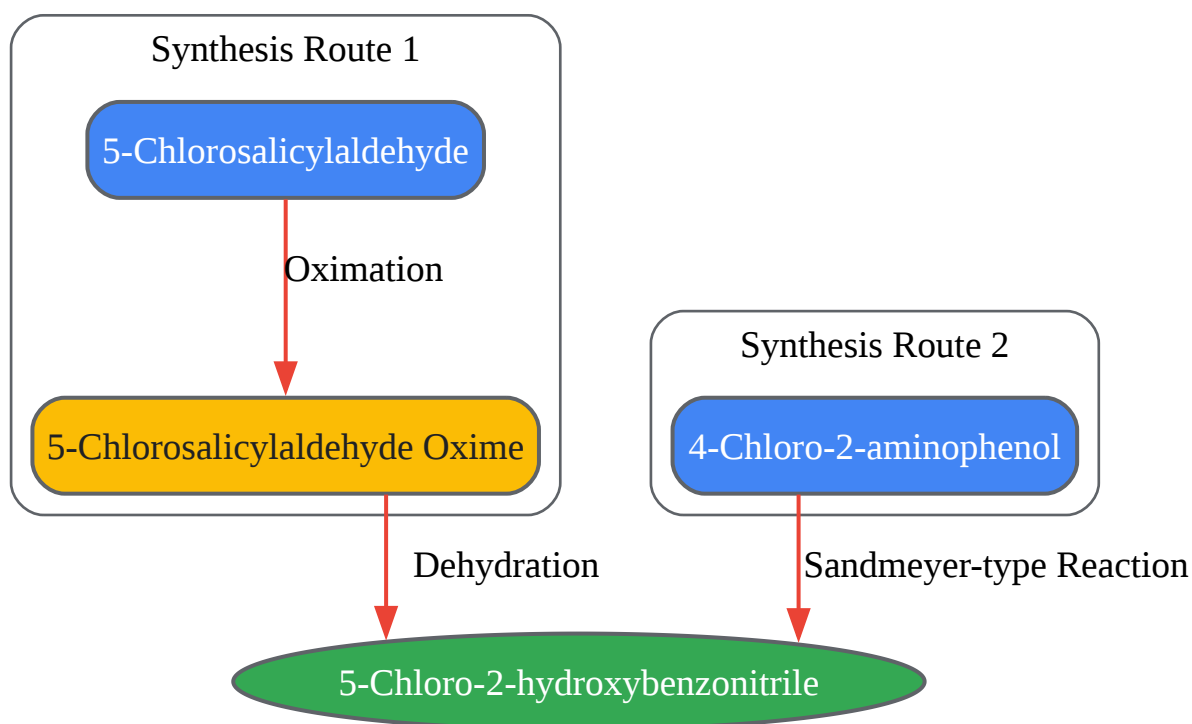 Synthesis Route 1
5-Chlorosalicylaldehyde
Oximation
5-Chlorosalicylaldehyde Oxime
Synthesis Route 2
4-Chloro-2-aminophenol
Dehydration
Sandmeyer-type Reaction
5-Chloro-2-hydroxybenzonitrile